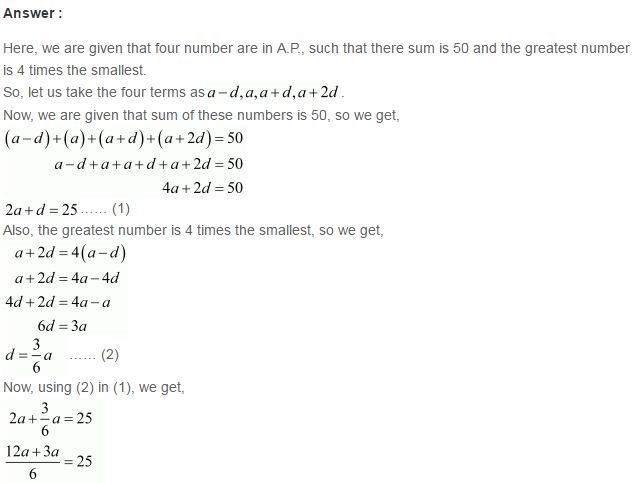 Answer :
Here, we are given that four number are in A.P., such that there sum is 50 and the greatest number
is 4 times the smallest.
So, let us take the four terms as a − d, a, a + d, a + 2d .
Now, we are given that sum of these numbers is 50, so we get,
(a − d) + (a) + (a + d) + (a + 2d) = 50
a − d + a + a + d + a + 2d = 50
4a + 2d = 50
2a + d = 25 ...... (1)
Also, the greatest number is 4 times the smallest, so we get,
a + 2d = 4(a − d)
a + 2d = 4a − 4d
4d + 2d = 4a − a
6d = 3a
d = 3/6 a ...... (2)
Now, using (2) in (1), we get,
2a + 3/6 a = 25
(12a + 3a)/6 = 25